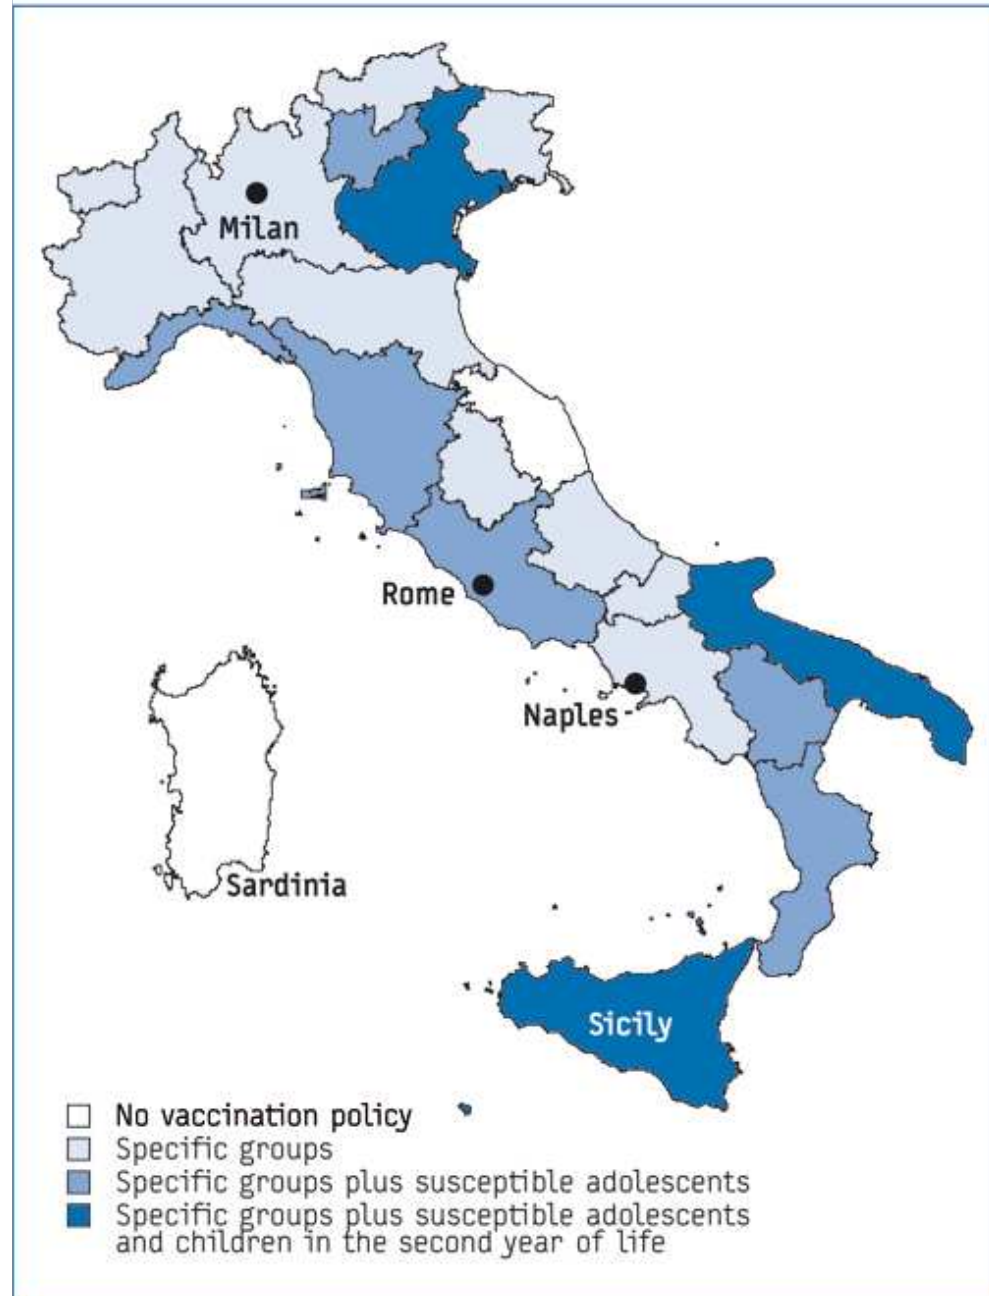 Milan
Rome
Naples-
Sardinia
Sicily
No vaccination policy
Specific groups
Specific groups plus susceptible adolescents
Specific groups plus susceptible adolescents
and children in the second year of life